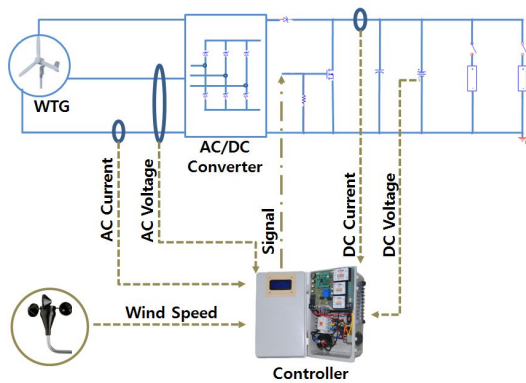 WTG
AC/DC
Converter
AC Current
AC Voltage
Signal
DC Current
DC Voltage
Wind Speed
Controller